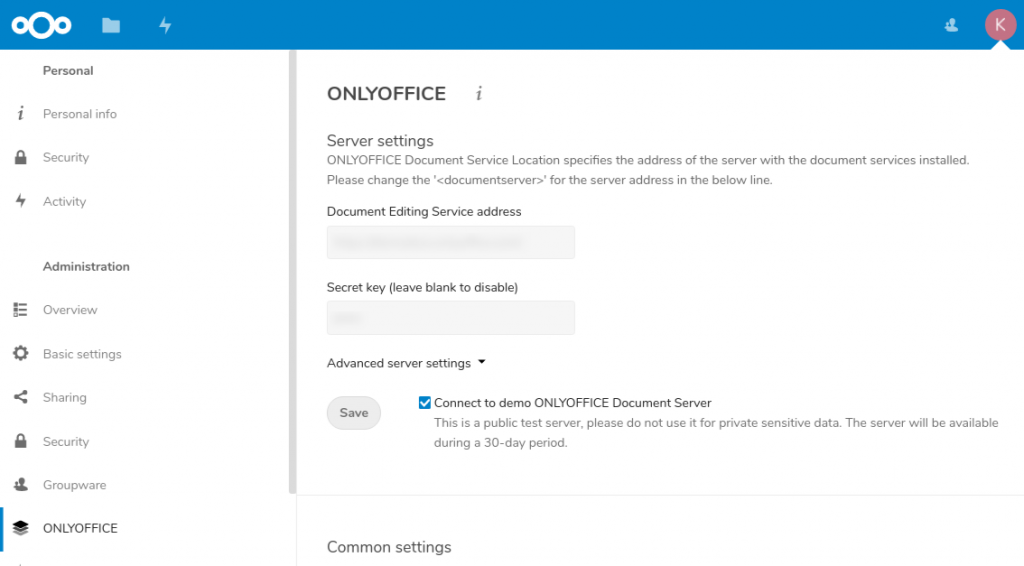 K
Personal
Personal info
Security
Activity
Administration
Overview
Basic settings
Sharing
Security
Groupware
ONLYOFFICE
ONLYOFFICE i
Server settings
ONLYOFFICE Document Service Location specifies the address of the server with the document services installed.
Please change the '<documentserver>' for the server address in the below line.
Document Editing Service address
Secret key (leave blank to disable)
Advanced server settings
Save
Connect to demo ONLYOFFICE Document Server
This is a public test server, please do not use it for private sensitive data. The server will be available
during a 30-day period.
Common settings